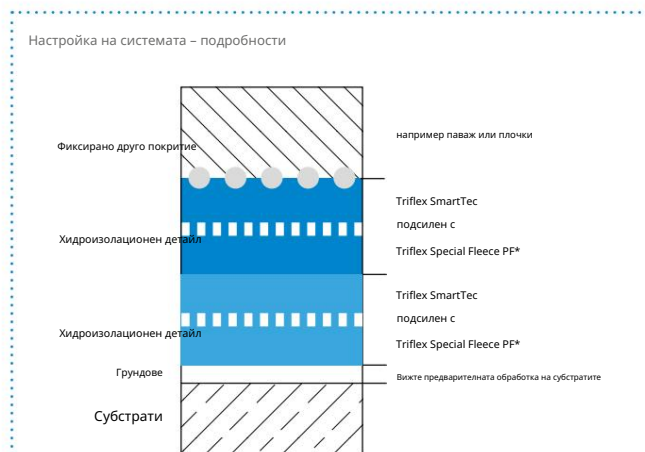 Настройка на системата – подробности
Фиксирано друго покритие
например паваж или плочки
Хидроизолационен детайл
Triflex SmartTec
подсилен с
Triflex Special Fleece PF*
Хидроизолационен детайл
Triflex SmartTec
подсилен с
Triflex Special Fleece PF*
Грундове
Вижте предварителната обработка на субстратите
Субстрати